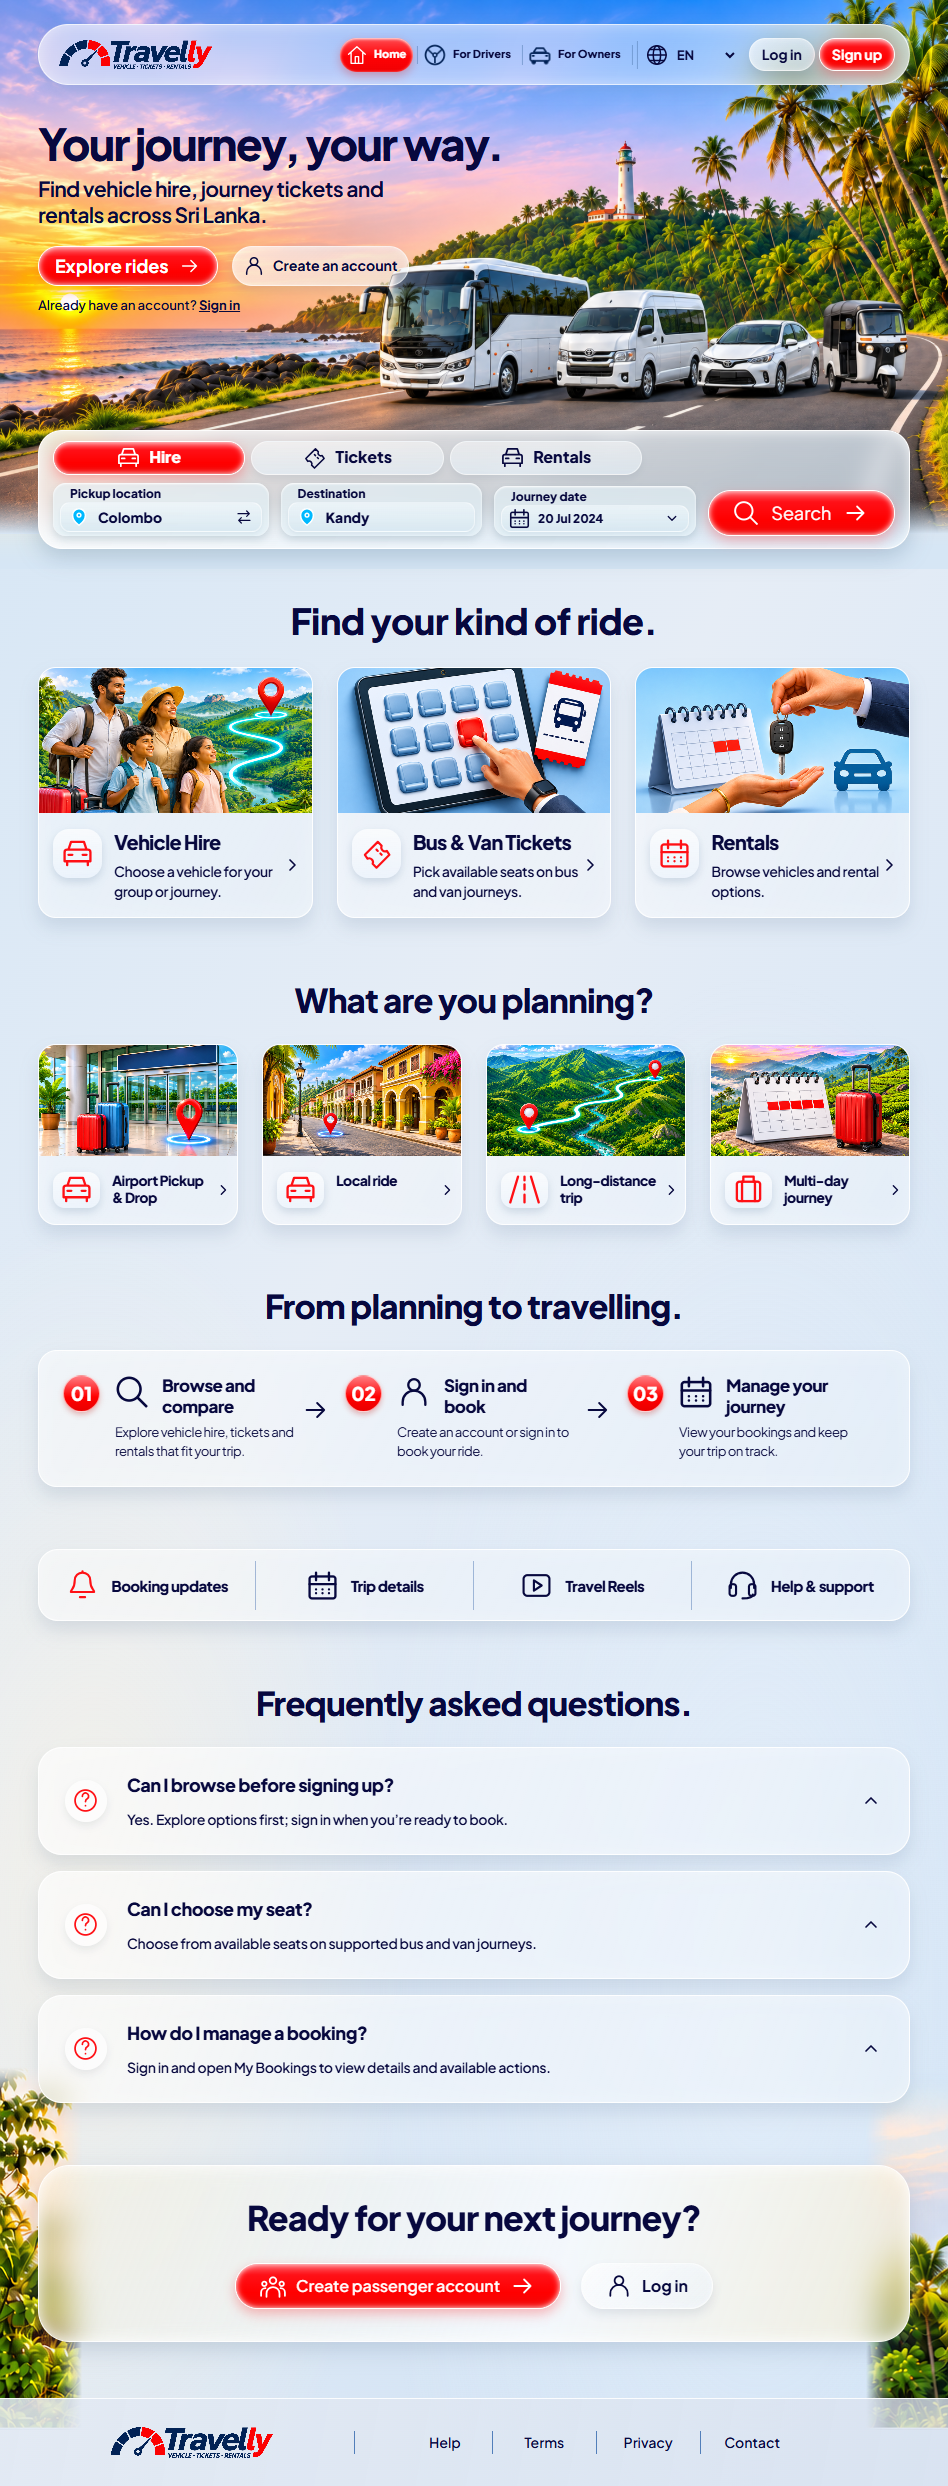 Travelly
VEHICLE · TICKETS · RENTALS
Home
For Drivers
For Owners
EN
Log in
Sign up
Your journey, your way.
Find vehicle hire, journey tickets and
rentals across Sri Lanka.
Explore rides
Create an account
Already have an account? Sign in
Hire
Tickets
Rentals
Pickup location
Colombo
Destination
Kandy
Journey date
20 Jul 2024
Search
Find your kind of ride.
Vehicle Hire
Choose a vehicle for your
group or journey.
Bus & Van Tickets
Pick available seats on bus
and van journeys.
Rentals
Browse vehicles and rental
options.
What are you planning?
Airport Pickup
& Drop
Local ride
Long-distance
trip
Multi-day
journey
From planning to travelling.
01
Browse and
compare
Explore vehicle hire, tickets and
rentals that fit your trip.
02
Sign in and
book
Create an account or sign in to
book your ride.
03
Manage your
journey
View your bookings and keep
your trip on track.
Booking updates
Trip details
Travel Reels
Help & support
Frequently asked questions.
Can I browse before signing up?
Yes. Explore options first; sign in when you're ready to book.
Can I choose my seat?
Choose from available seats on supported bus and van journeys.
How do I manage a booking?
Sign in and open My Bookings to view details and available actions.
Ready for your next journey?
Create passenger account
Log in
Travelly
VEHICLE · TICKETS · RENTALS
Help
Terms
Privacy
Contact